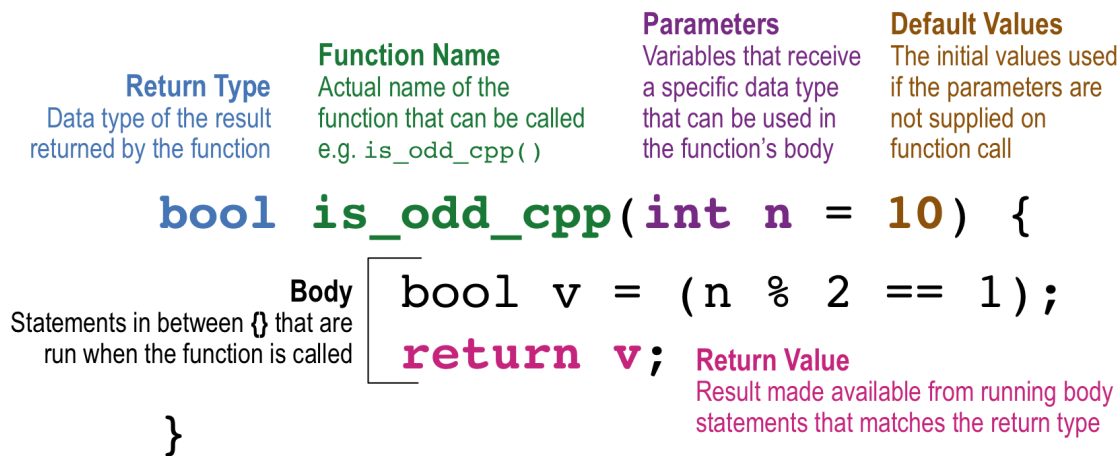 Return Type
Data type of the result
returned by the function
Function Name
Actual name of the
function that can be called
e.g. is_odd_cpp()
Parameters
Variables that receive
a specific data type
that can be used in
the function's body
Default Values
The initial values used
if the parameters are
not supplied on
function call
bool is_odd_cpp(int n = 10) {
Body
Statements in between {} that are
run when the function is called
bool v = (n % 2 == 1);
return v;
Return Value
Result made available from running body
statements that matches the return type
}